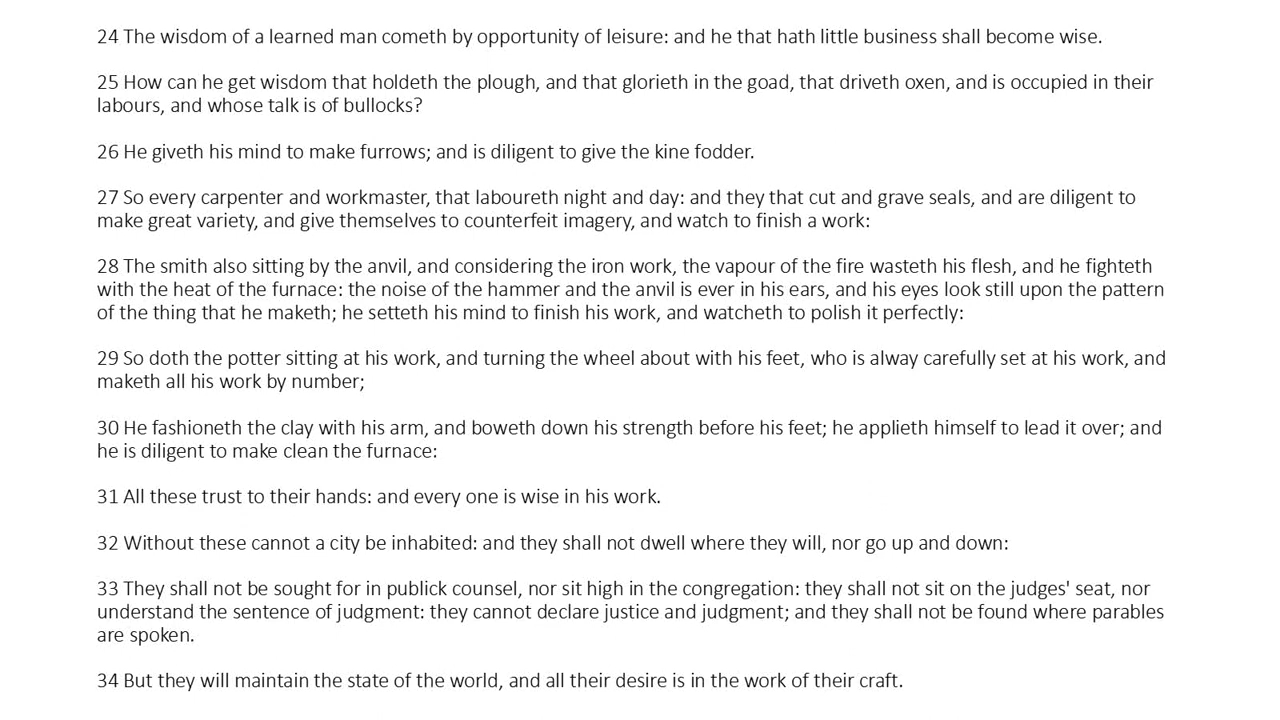 24 The wisdom of a learned man cometh by opportunity of leisure: and he that hath little business shall become wise.
25 How can he get wisdom that holdeth the plough, and that glorieth in the goad, that driveth oxen, and is occupied in their
labours, and whose talk is of bullocks?
26 He giveth his mind to make furrows; and is diligent to give the kine fodder.
27 So every carpenter and workmaster, that laboureth night and day: and they that cut and grave seals, and are diligent to
make great variety, and give themselves to counterfeit imagery, and watch to finish a work:
28 The smith also sitting by the anvil, and considering the iron work, the vapour of the fire wasteth his flesh, and he fighteth
with the heat of the furnace: the noise of the hammer and the anvil is ever in his ears, and his eyes look still upon the pattern
of the thing that he maketh; he setteth his mind to finish his work, and watcheth to polish it perfectly:
29 So doth the potter sitting at his work, and turning the wheel about with his feet, who is alway carefully set at his work, and
maketh all his work by number;
30 He fashioneth the clay with his arm, and boweth down his strength before his feet; he applieth himself to lead it over; and
he is diligent to make clean the furnace:
31 All these trust to their hands: and every one is wise in his work.
32 Without these cannot a city be inhabited: and they shall not dwell where they will, nor go up and down:
33 They shall not be sought for in publick counsel, nor sit high in the congregation: they shall not sit on the judges' seat, nor
understand the sentence of judgment: they cannot declare justice and judgment; and they shall not be found where parables
are spoken.
34 But they will maintain the state of the world, and all their desire is in the work of their craft.